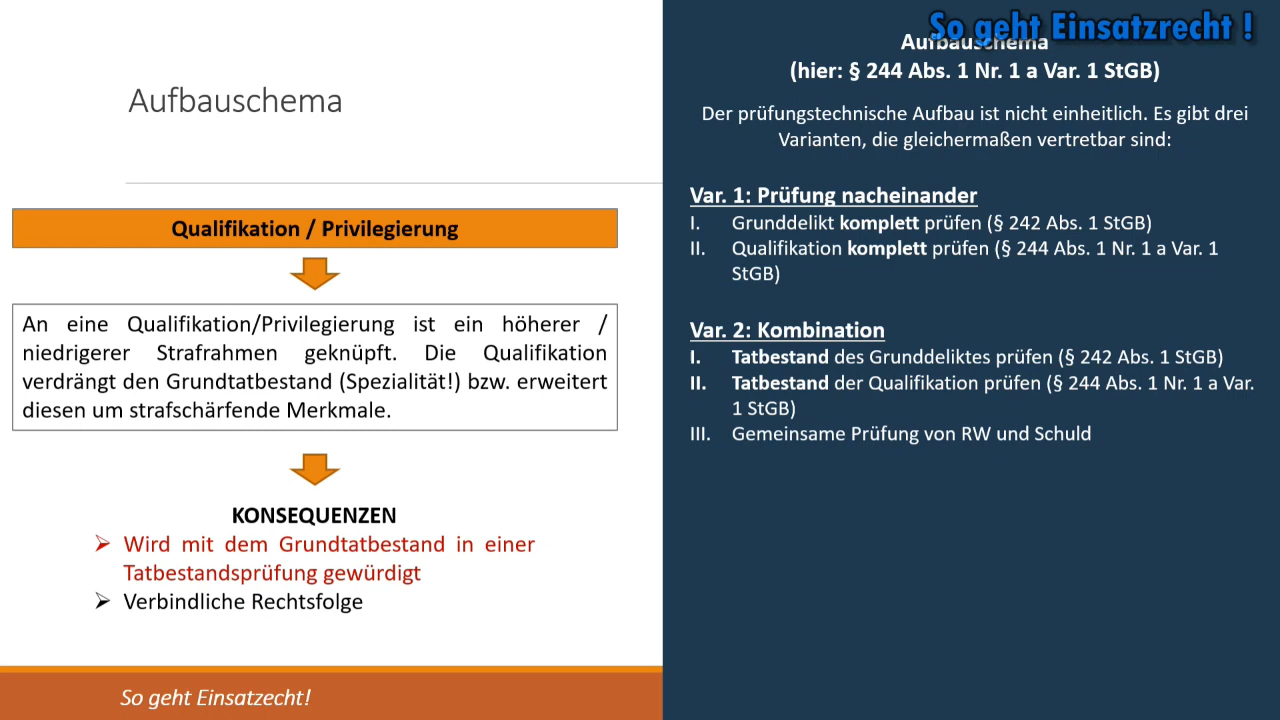 Aufbauschema
Qualifikation / Privilegierung
An eine Qualifikation/Privilegierung ist ein höherer /
niedrigerer Strafrahmen geknüpft. Die Qualifikation
verdrängt den Grundtatbestand (Spezialität!) bzw. erweitert
diesen um strafschärfende Merkmale.
KONSEQUENZEN
Wird mit dem Grundtatbestand in einer
Tatbestandsprüfung gewürdigt
Verbindliche Rechtsfolge
So geht Einsatzecht!
So geht Einsatzrecht !
Aufbauschema
(hier: § 244 Abs. 1 Nr. 1 a Var. 1 StGB)
Der prüfungstechnische Aufbau ist nicht einheitlich. Es gibt drei
Varianten, die gleichermaßen vertretbar sind:
Var. 1: Prüfung nacheinander
I. Grunddelikt komplett prüfen (§ 242 Abs. 1 StGB)
II. Qualifikation komplett prüfen (§ 244 Abs. 1 Nr. 1 a Var. 1
StGB)
Var. 2: Kombination
I. Tatbestand des Grunddeliktes prüfen (§ 242 Abs. 1 StGB)
II. Tatbestand der Qualifikation prüfen (§ 244 Abs. 1 Nr. 1 a Var.
1 StGB)
III. Gemeinsame Prüfung von RW und Schuld